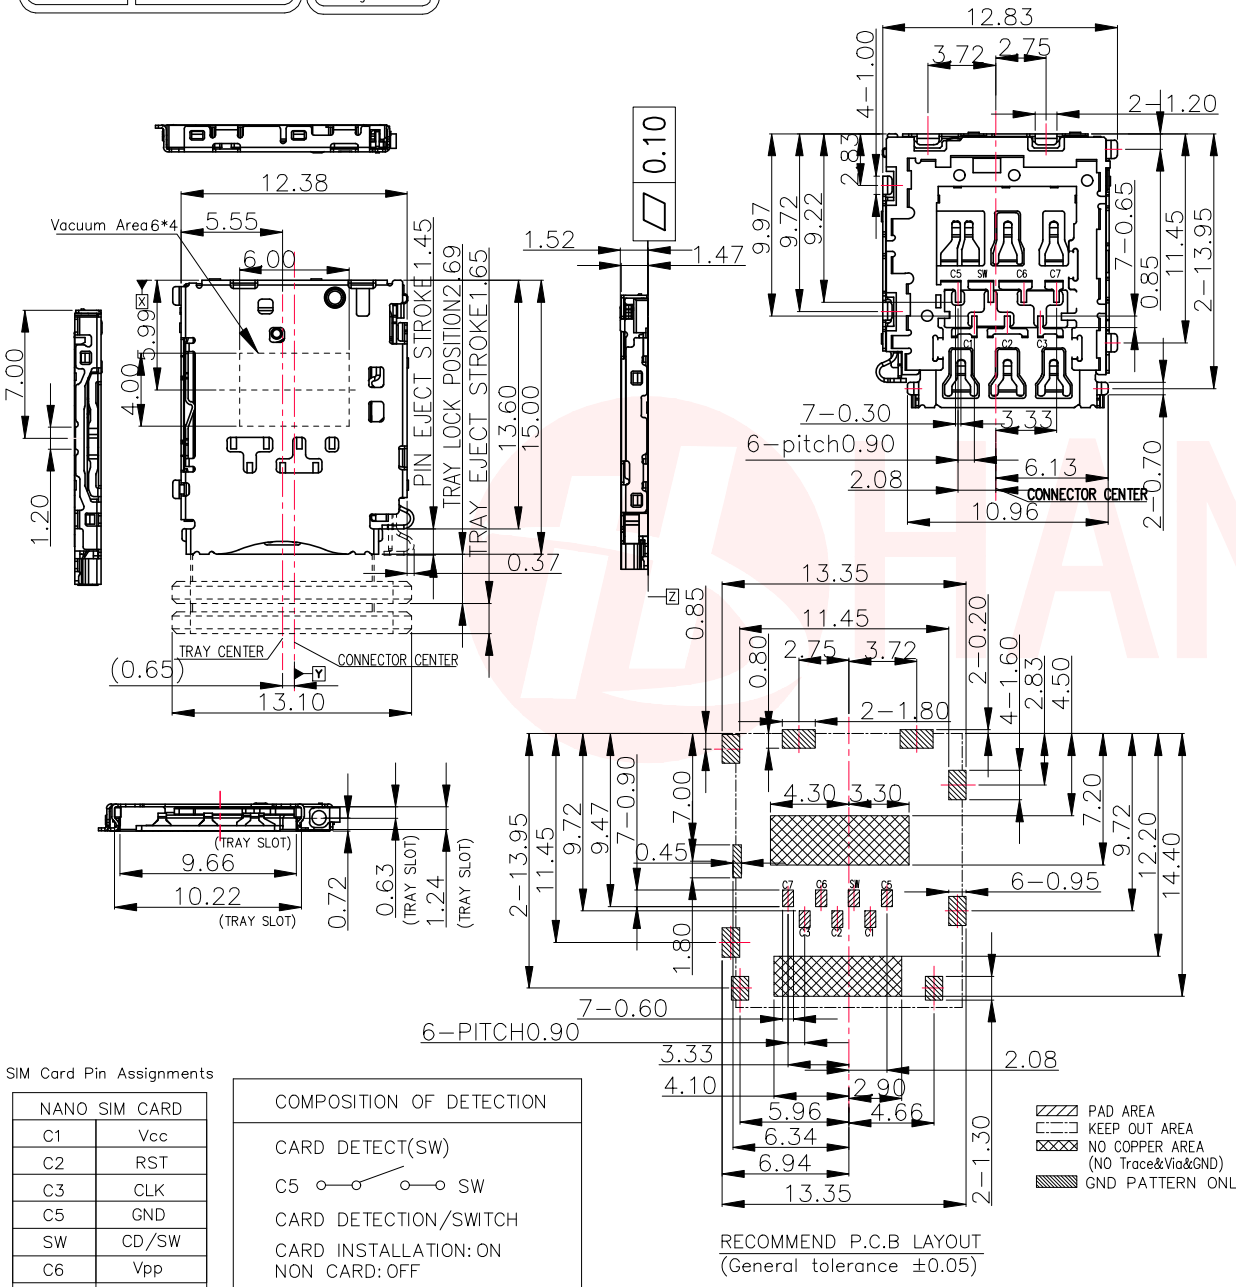 12.83
3.72
2.75
4-1.00
2-1.20
2.83
9.97
9.72
9.22
7-0.65
0.85
11.45
2-13.95
C5 SW C6 C7
C1 C2 C3
7-0.30
3.33
6-pitch0.90
6.13
2.08
CONNECTOR CENTER
10.96
2-0.70
0.10
12.38
Vacuum Area6*4
5.55
6.00
X
5.99
4.00
7.00
1.20
PIN EJECT STROKE1.45
TRAY LOCK POSITION2.69
TRAY EJECT STROKE1.65
13.60
15.00
0.37
1.52
1.47
Z
TRAY CENTER
CONNECTOR CENTER
(0.65)
Y
13.10
HAN
13.35
0.85
11.45
0.80
2.75
3.72
2-0.20
4-1.60
2.83
4.50
2-1.80
7-0.90
7.00
4.30
3.30
7.20
9.72
12.20
14.40
2-13.95
11.45
9.72
9.47
0.45
6-0.95
C7 C6 SW C5
C3 C2 C1
1.80
7-0.60
6-PITCH0.90
3.33
2.08
4.10
2.90
5.96
4.66
6.34
6.94
2-1.30
13.35
RECOMMEND P.C.B LAYOUT
(General tolerance ±0.05)
(TRAY SLOT)
9.66
10.22
(TRAY SLOT)
0.72
0.63
(TRAY SLOT)
1.24
(TRAY SLOT)
SIM Card Pin Assignments
NANO SIM CARD
C1 Vcc
C2 RST
C3 CLK
C5 GND
SW CD/SW
C6 Vpp
COMPOSITION OF DETECTION
CARD DETECT(SW)
C5 SW
CARD DETECTION/SWITCH
CARD INSTALLATION: ON
NON CARD: OFF
PAD AREA
KEEP OUT AREA
NO COPPER AREA
(NO Trace&Via&GND)
GND PATTERN ONL